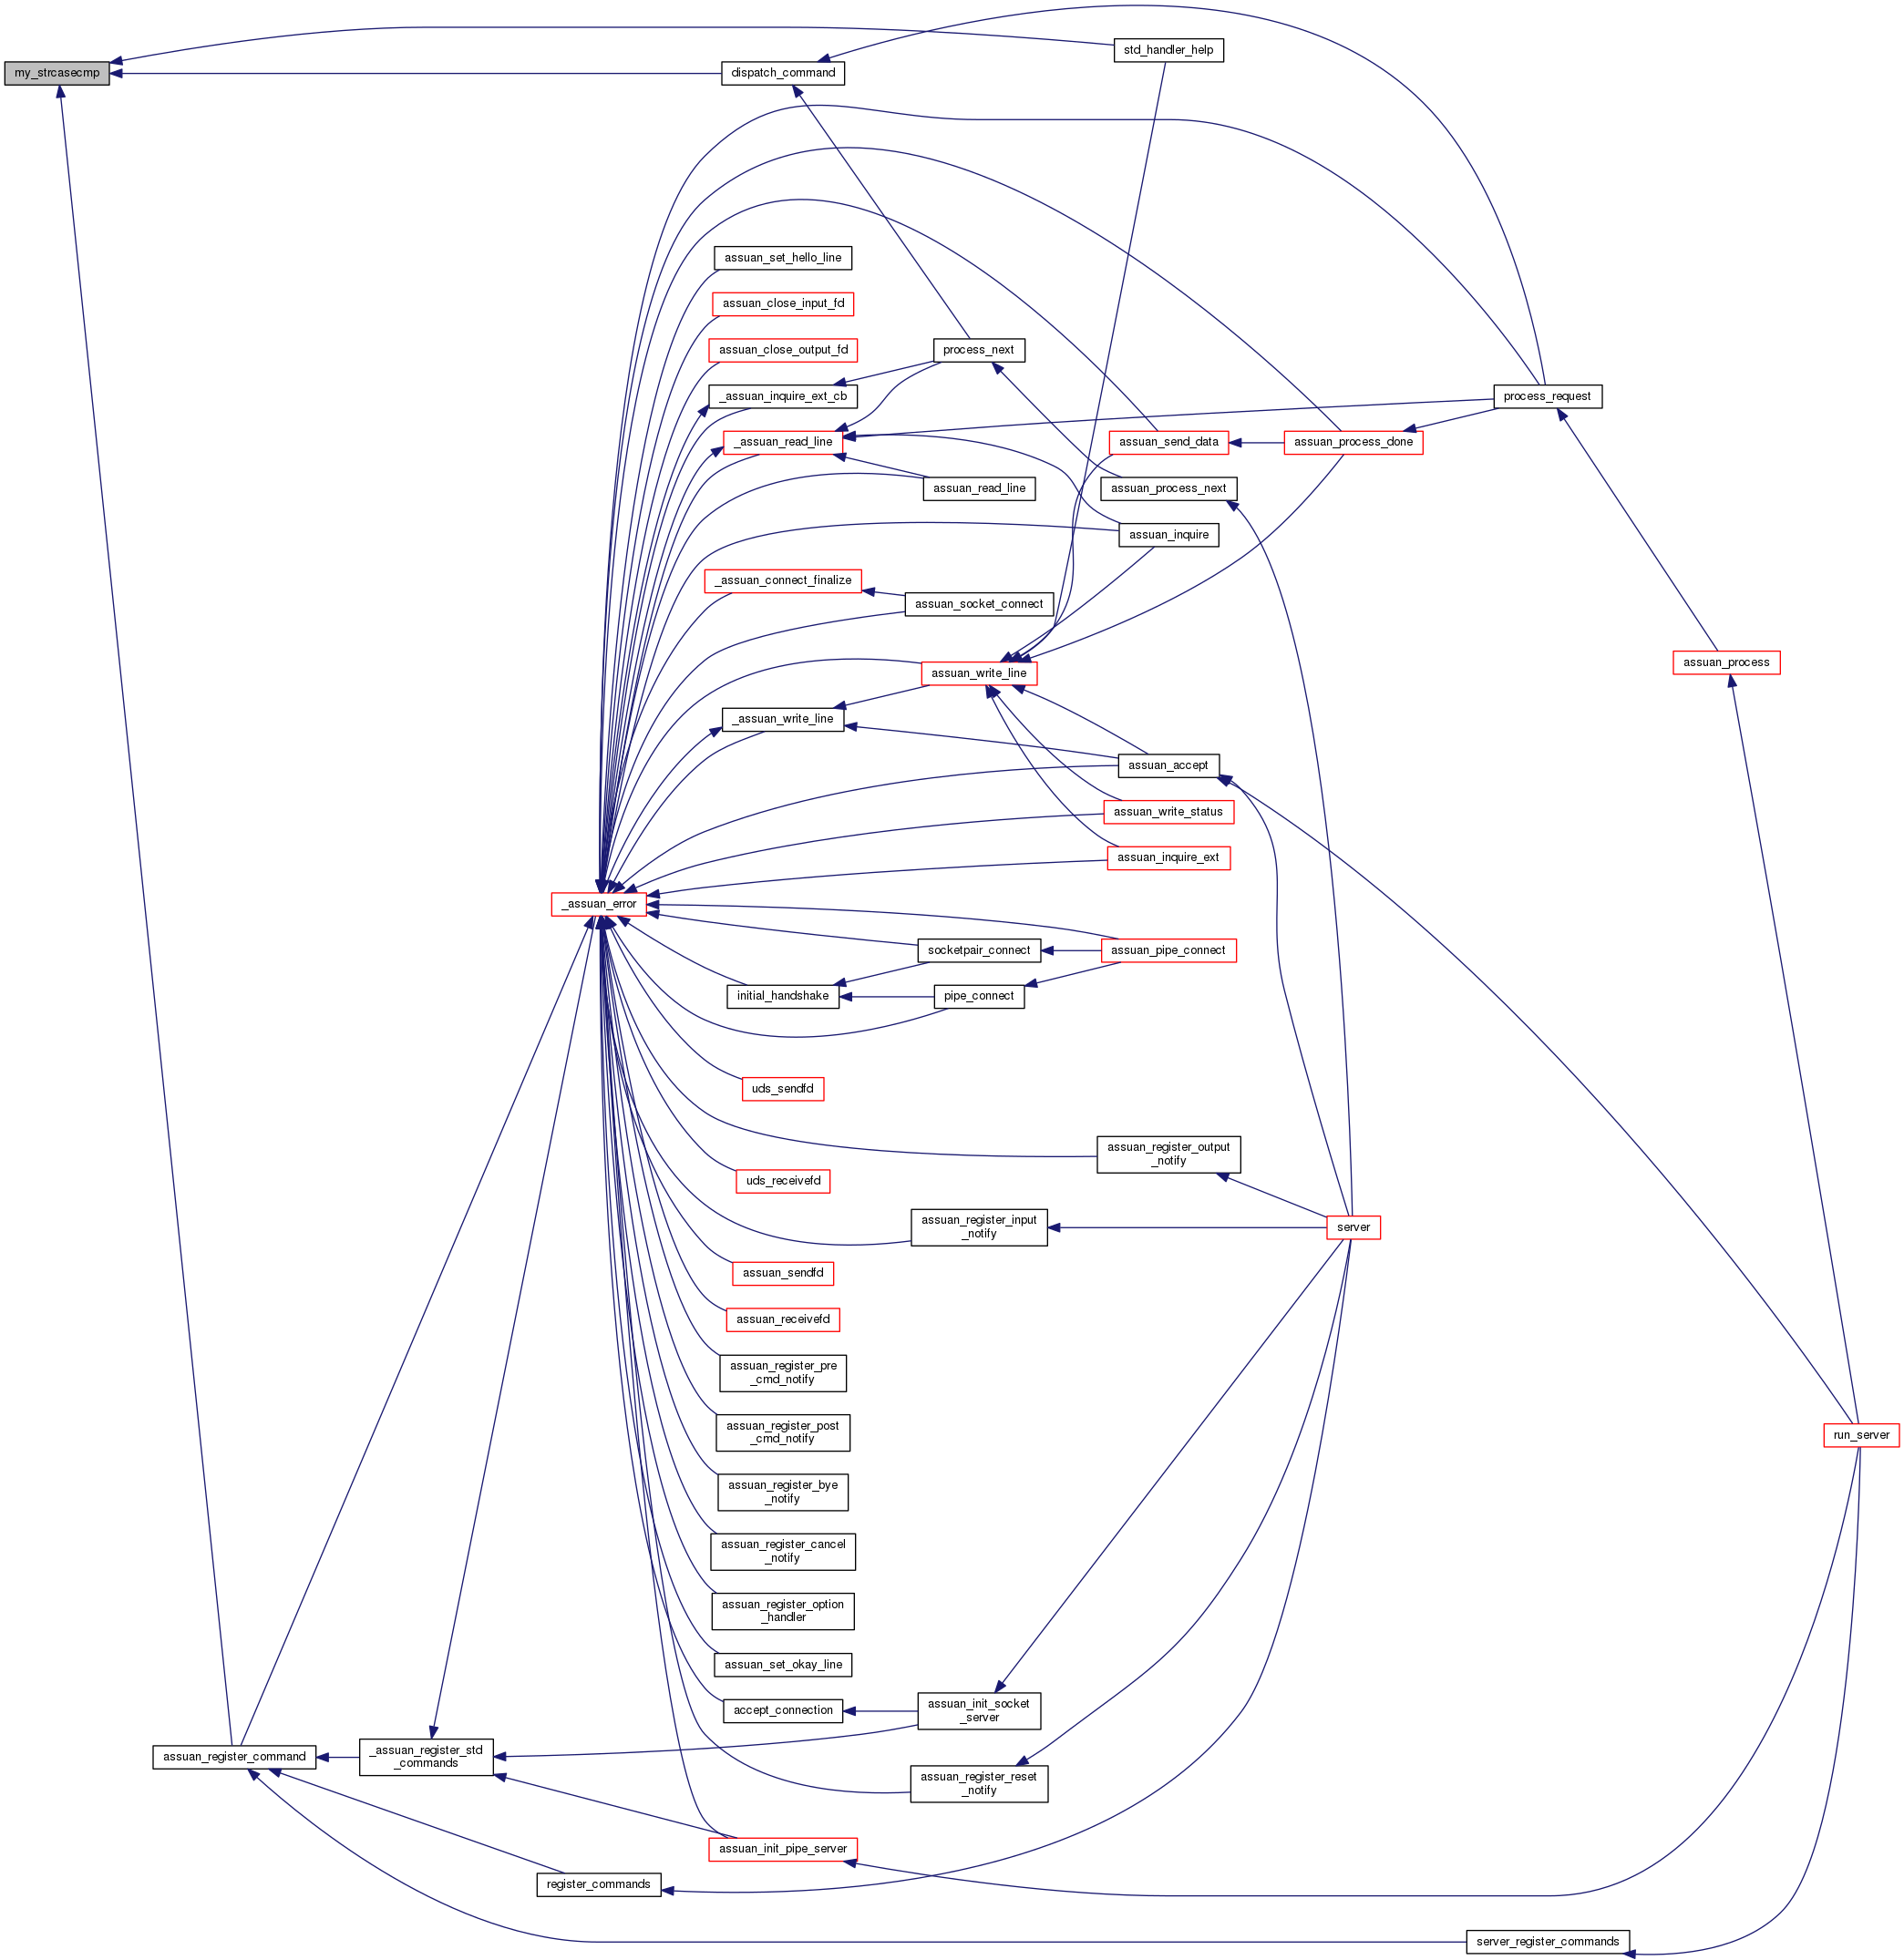 std_handler_help
my_strcasecmp
dispatch_command
assuan_set_hello_line
assuan_close_input_fd
assuan_close_output_fd
process_next
_assuan_inquire_ext_cb
process_request
_assuan_read_line
assuan_send_data
assuan_process_done
assuan_read_line
assuan_process_next
assuan_inquire
_assuan_connect_finalize
assuan_socket_connect
assuan_process
assuan_write_line
_assuan_write_line
assuan_accept
assuan_write_status
assuan_inquire_ext
_assuan_error
socketpair_connect
assuan_pipe_connect
initial_handshake
pipe_connect
uds_sendfd
assuan_register_output
_notify
uds_receivefd
assuan_register_input
_notify
server
assuan_sendfd
assuan_receivefd
assuan_register_pre
_cmd_notify
assuan_register_post
_cmd_notify
run_server
assuan_register_bye
_notify
assuan_register_cancel
_notify
assuan_register_option
_handler
assuan_set_okay_line
accept_connection
assuan_init_socket
_server
assuan_register_command
_assuan_register_std
_commands
assuan_register_reset
_notify
assuan_init_pipe_server
register_commands
server_register_commands